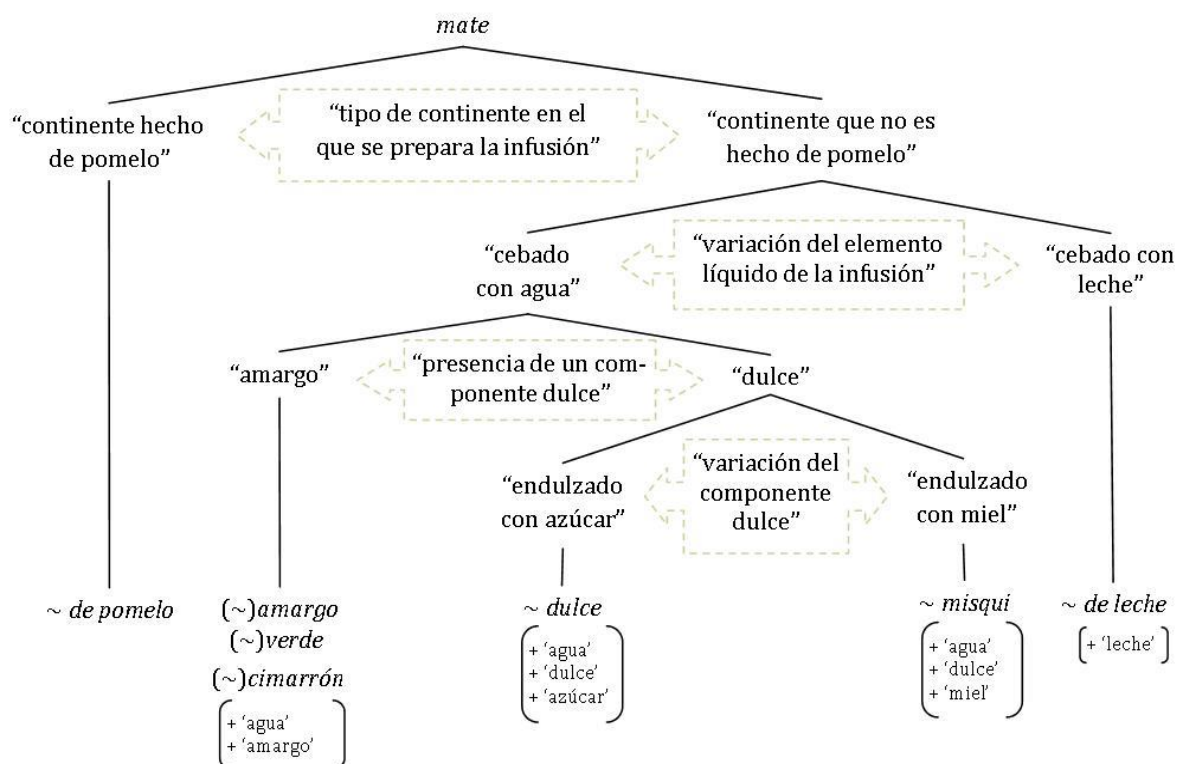 mate
“continente hecho
de pomelo”
“tipo de continente en el
que se prepara la infusión”
“continente que no es
hecho de pomelo”
“cebado
con agua”
“variación del elemento
líquido de la infusión”
“cebado con
leche”
“amargo”
“presencia de un com-
ponente dulce”
“dulce”
“endulzado
con azúcar”
“variación del
componente
dulce”
“endulzado
con miel”
~ de pomelo
(~)amargo
(~)verde
(~)cimarrón
+ ‘agua’
+ ‘amargo’
~ dulce
+ ‘agua’
+ ‘dulce’
+ ‘azúcar’
~ misqui
+ ‘agua’
+ ‘dulce’
+ ‘miel’
~ de leche
+ ‘leche’